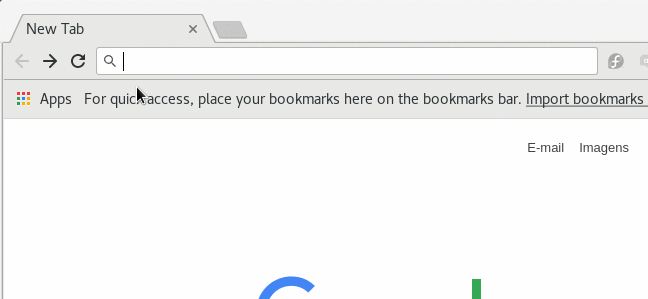 New Tab
Apps For quick access, place your bookmarks here on the bookmarks bar. Import bookmarks
E-mail Imagens